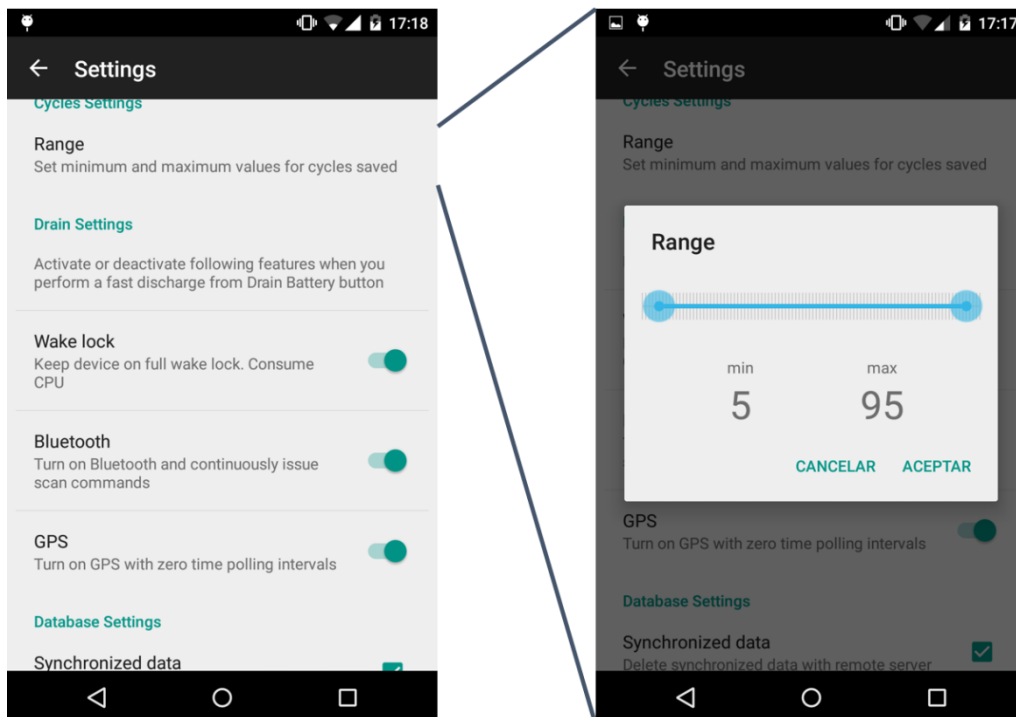 17:18
Settings
Cycles Settings
Range
Set minimum and maximum values for cycles saved
Drain Settings
Activate or deactivate following features when you
perform a fast discharge from Drain Battery button
Wake lock
Keep device on full wake lock. Consume
CPU
Bluetooth
Turn on Bluetooth and continuously issue
scan commands
GPS
Turn on GPS with zero time polling intervals
Database Settings
Synchronized data
17:17
Settings
Cycles Settings
Range
Set minimum and maximum values for cycles saved
Range
min max
5 95
CANCELAR ACEPTAR
GPS
Turn on GPS with zero time polling intervals
Database Settings
Synchronized data
Delete synchronized data with remote server